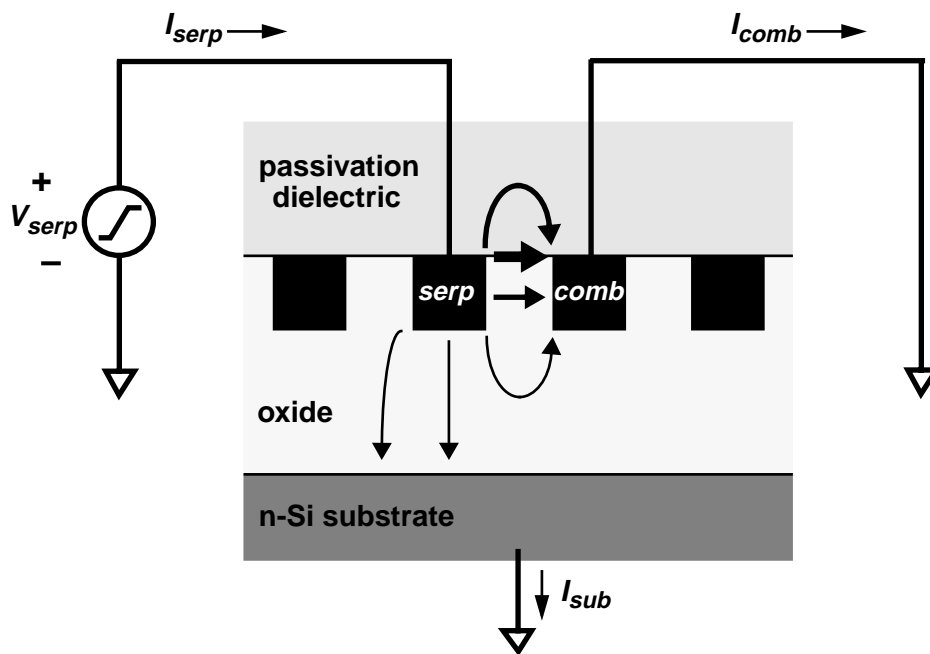 I_serp
I_comb
passivation
dielectric
+
V_serp
–
serp
comb
oxide
n-Si substrate
I_sub